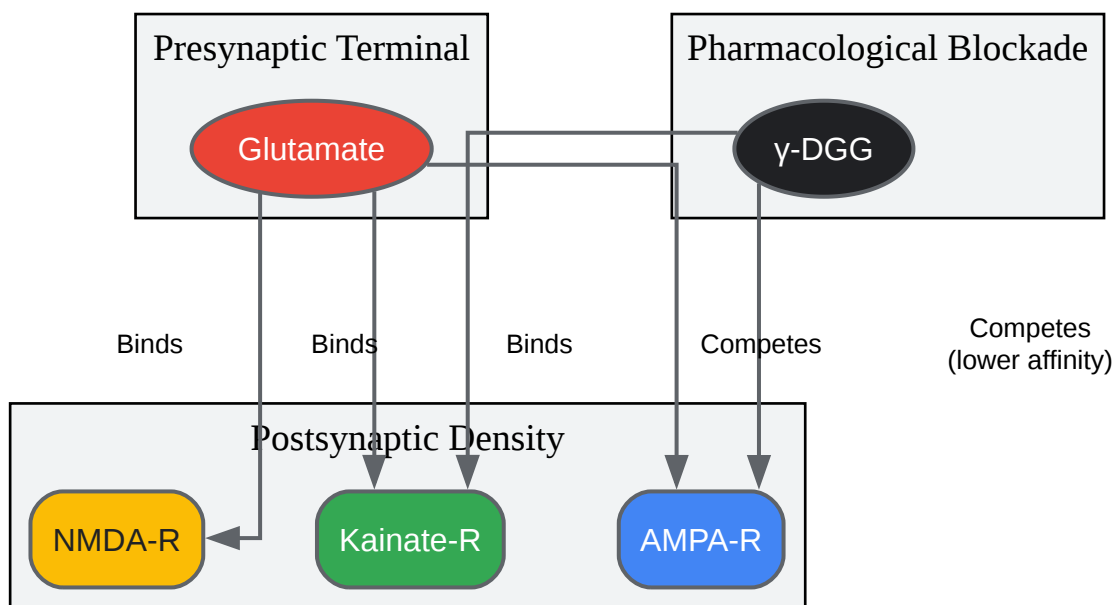 Presynaptic Terminal
Pharmacological Blockade
Glutamate
γ-DGG
Binds
Binds
Binds
Competes
Competes
(lower affinity)
Postsynaptic Density
NMDA-R
Kainate-R
AMPA-R